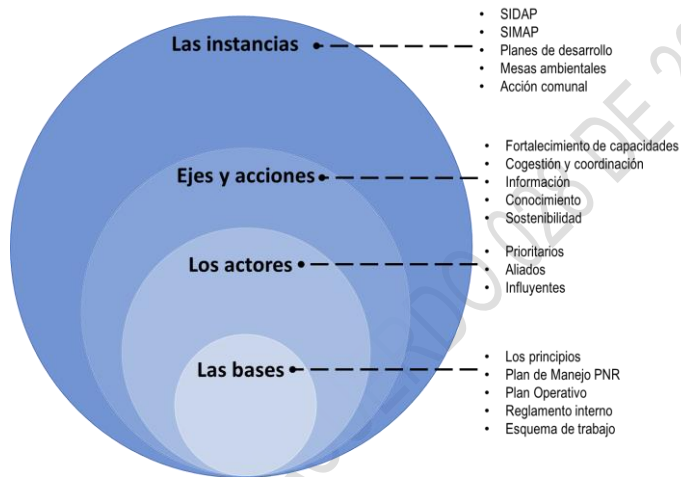 Las instancias
• SIDAP
• SIMAP
• Planes de desarrollo
• Mesas ambientales
• Acción comunal
Ejes y acciones
• Fortalecimiento de capacidades
• Cogestión y coordinación
• Información
• Conocimiento
• Sostenibilidad
Los actores
• Prioritarios
• Aliados
• Influyentes
Las bases
• Los principios
• Plan de Manejo PNR
• Plan Operativo
• Reglamento interno
• Esquema de trabajo
026 DE